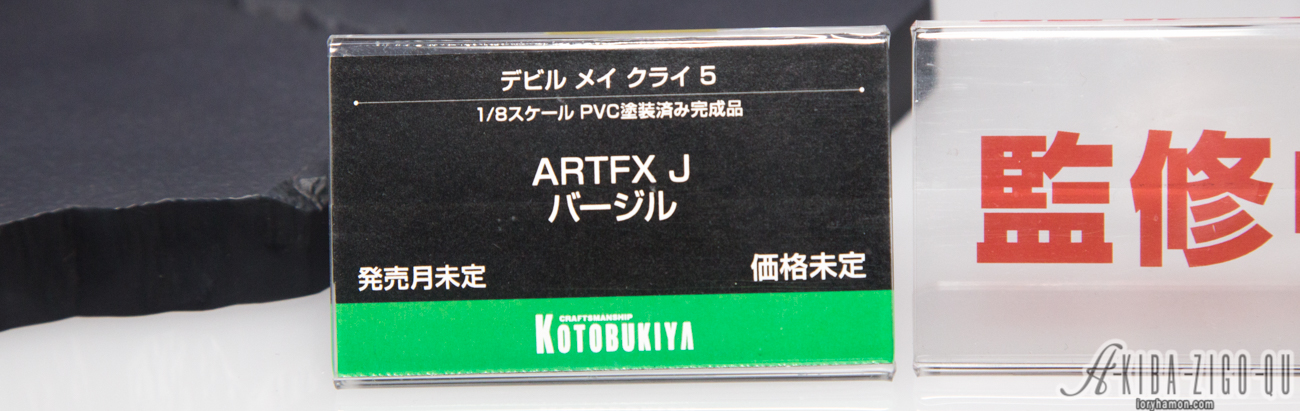 デビル メイ クライ 5
1/8スケール PVC塗装済み完成品
ARTFX J
バージル
発売月未定
価格未定
CRAFTSMANSHIP
KOTOBUKIYA
監修
A-KIBA-ZIGO-QU
loryhamon.com